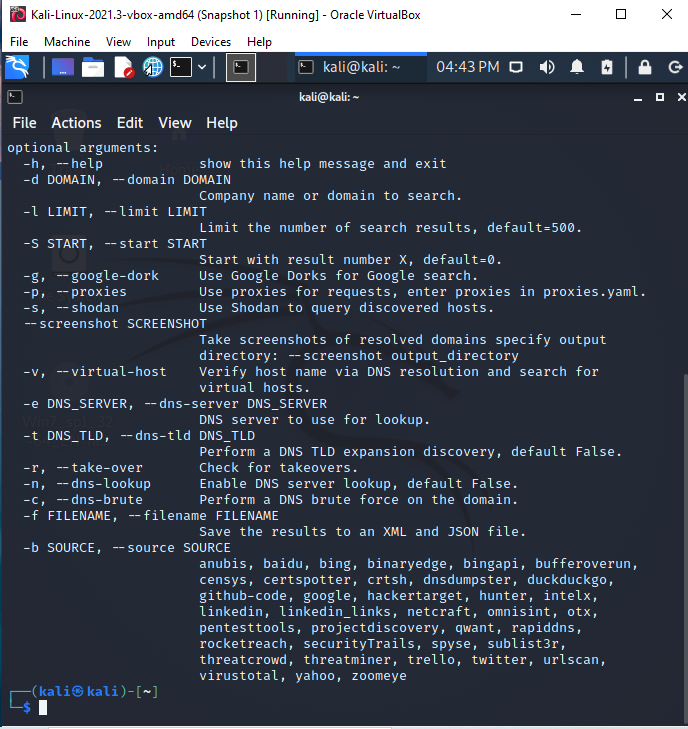 Kali-Linux-2021.3-vbox-amd64 (Snapshot 1) [Running] - Oracle VirtualBox
File Machine View Input Devices Help
kali@kali: ~ 04:43 PM
kali@kali: ~
File Actions Edit View Help
optional arguments:
-h, --help show this help message and exit
-d DOMAIN, --domain DOMAIN
Company name or domain to search.
-l LIMIT, --limit LIMIT
Limit the number of search results, default=500.
-S START, --start START
Start with result number X, default=0.
-g, --google-dork Use Google Dorks for Google search.
-p, --proxies Use proxies for requests, enter proxies in proxies.yaml.
-s, --shodan Use Shodan to query discovered hosts.
--screenshot SCREENSHOT
Take screenshots of resolved domains specify output
directory: --screenshot output_directory
-v, --virtual-host Verify host name via DNS resolution and search for
virtual hosts.
-e DNS_SERVER, --dns-server DNS_SERVER
DNS server to use for lookup.
-t DNS_TLD, --dns-tld DNS_TLD
Perform a DNS TLD expansion discovery, default False.
-r, --take-over Check for takeovers.
-n, --dns-lookup Enable DNS server lookup, default False.
-c, --dns-brute Perform a DNS brute force on the domain.
-f FILENAME, --filename FILENAME
Save the results to an XML and JSON file.
-b SOURCE, --source SOURCE
anubis, baidu, bing, binaryedge, bingapi, bufferoverun,
censys, certspotter, crtsh, dnsdumpster, duckduckgo,
github-code, google, hackertarget, hunter, intelx,
linkedin, linkedin_links, netcraft, omnisint, otx,
pentesttools, projectdiscovery, qwant, rapiddns,
rocketreach, securityTrails, spyse, sublist3r,
threatcrowd, threatminer, trello, twitter, urlscan,
virustotal, yahoo, zoomeye
┌──(kali㉿kali)-[~]
└─$